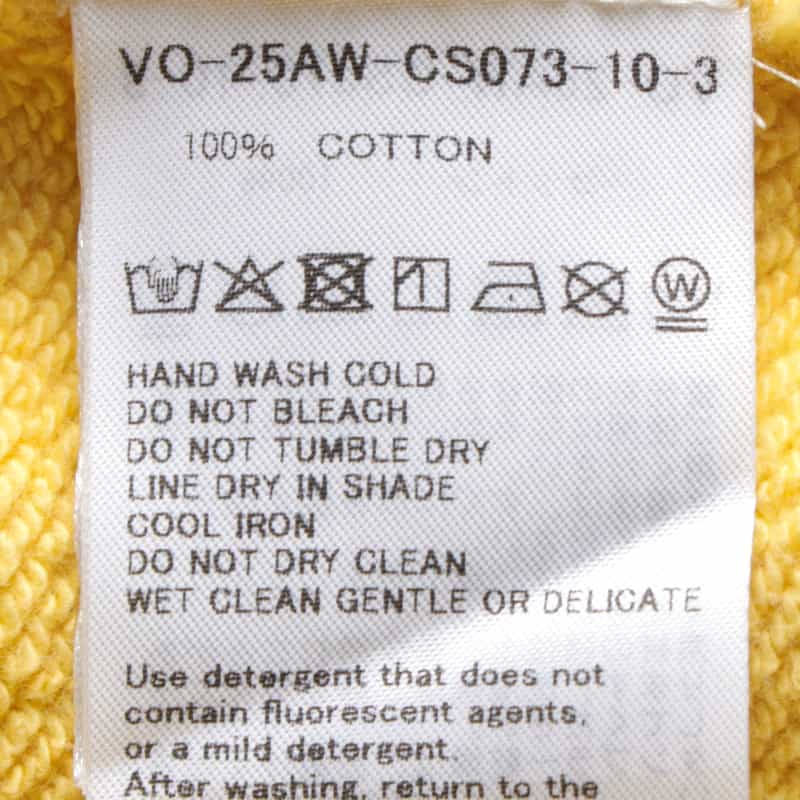 VO-25AW-CS073-10-3
100% COTTON
W
HAND WASH COLD
DO NOT BLEACH
DO NOT TUMBLE DRY
LINE DRY IN SHADE
COOL IRON
DO NOT DRY CLEAN
WET CLEAN GENTLE OR DELICATE
Use detergent that does not
contain fluorescent agents,
or a mild detergent.
After washing, return to the